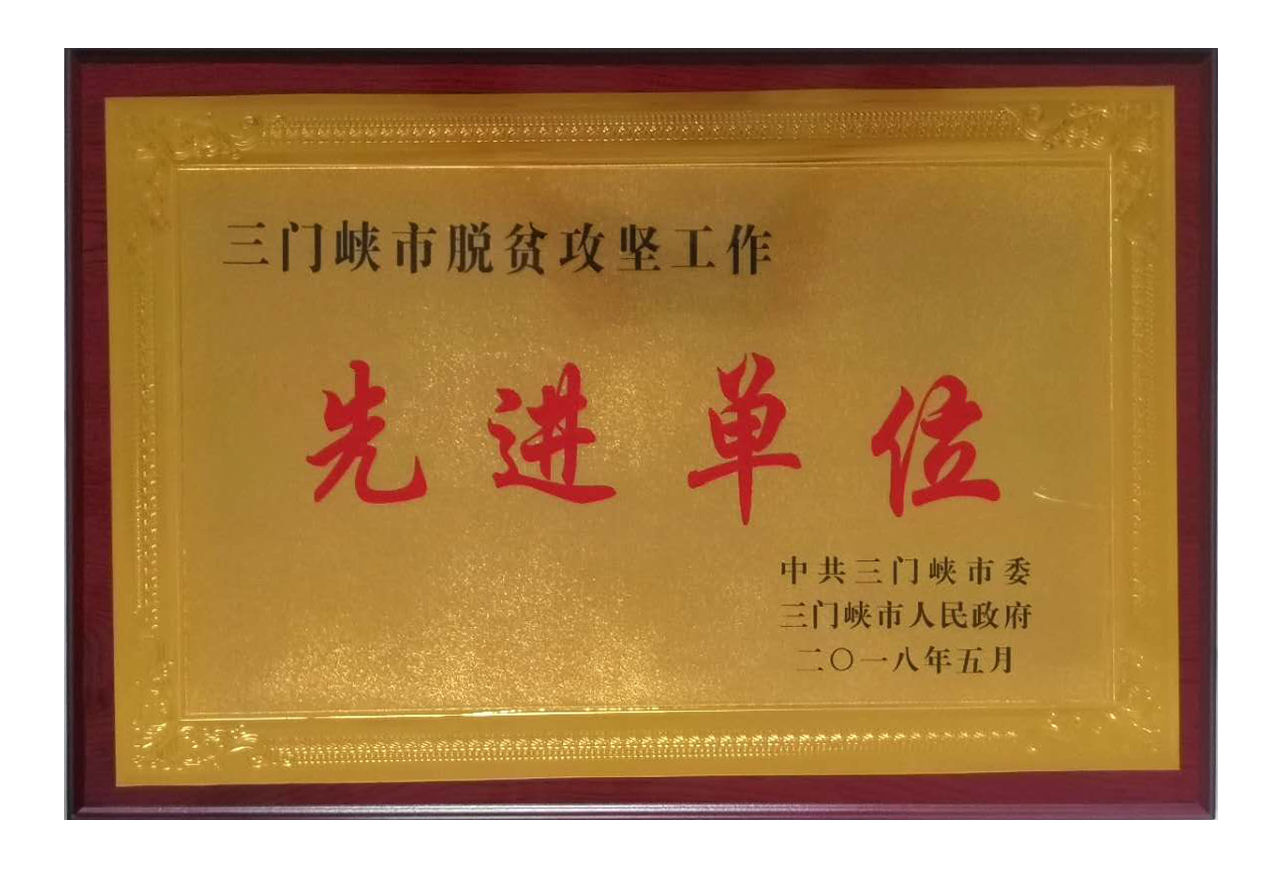 三门峡市脱贫攻坚工作
先进单位
中共三门峡市委
三门峡市人民政府
二〇一八年五月